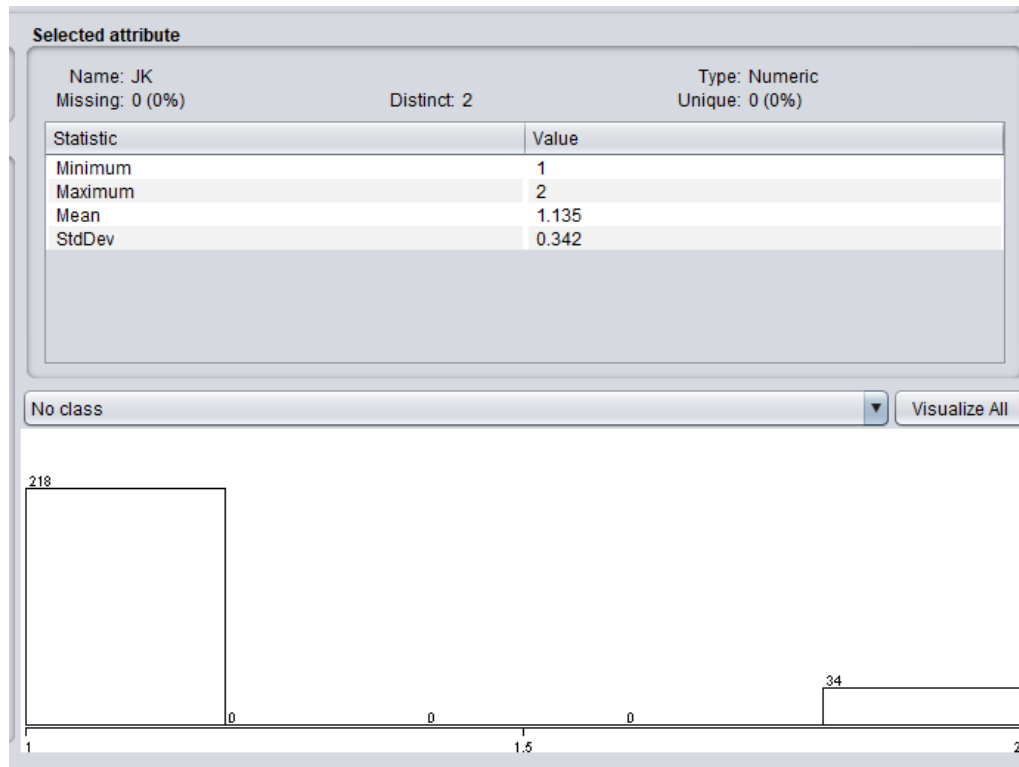 Selected attribute
Name: JK Type: Numeric
Missing: 0 (0%) Distinct: 2 Unique: 0 (0%)
Statistic Value
Minimum 1
Maximum 2
Mean 1.135
StdDev 0.342
No class Visualize All
218
34
0 0 0
1 1.5 2